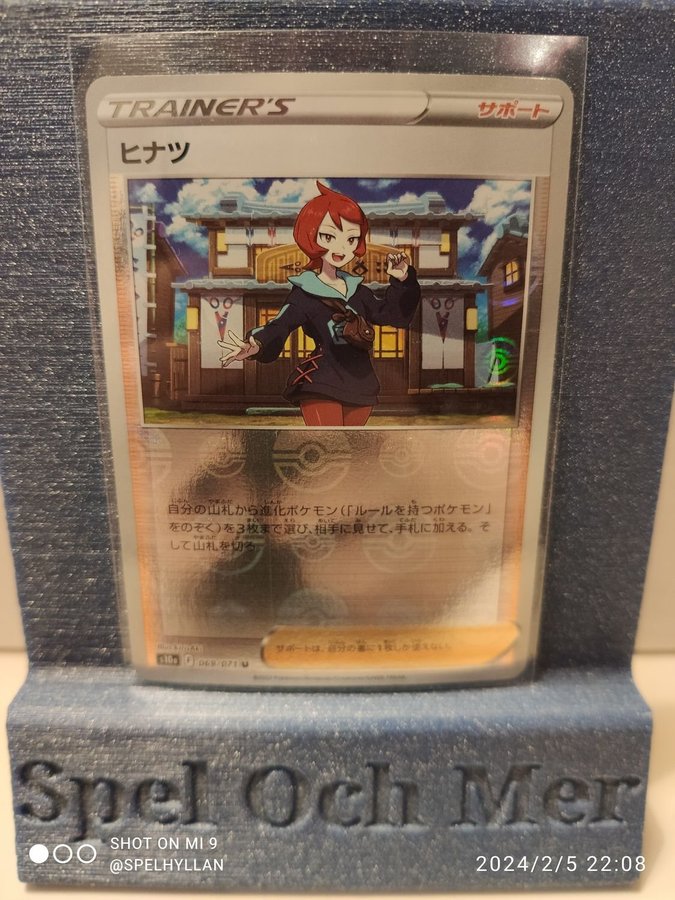 TRAINER'S サポート
ヒナツ
自分の山札から進化ポケモン(「ルールを持つポケモン」
をのぞく)を3枚まで選び、相手に見せて、手札に加える。そ
して山札を切る。
サポートは、自分の番に1枚しか使えない。
s10a F 069/071 U
Spel Och Mer
SHOT ON MI 9
@SPELHYLLAN
2024/2/5 22:08